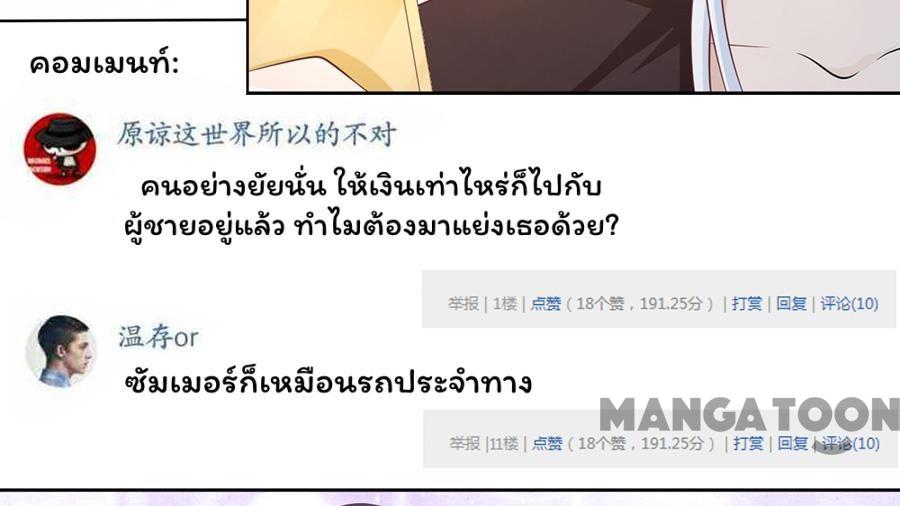 คอมเมนท์:
原谅这世界所以的不对
คนอย่างยัยนั่น ให้เงินเท่าไหร่ก็ไปกับ
ผู้ชายอยู่แล้ว ทำไมต้องมาแย่งเธอด้วย?
举报 | 1楼 | 点赞 ( 18个赞 , 191.25分 ) | 打赏 | 回复 | 评论(10)
温存or
ซัมเมอร์ก็เหมือนรถประจำทาง
MANGATOON
举报 |11楼 | 点赞 ( 18个赞 , 191.25分 ) | 打赏 | 回复 | 评论(10)